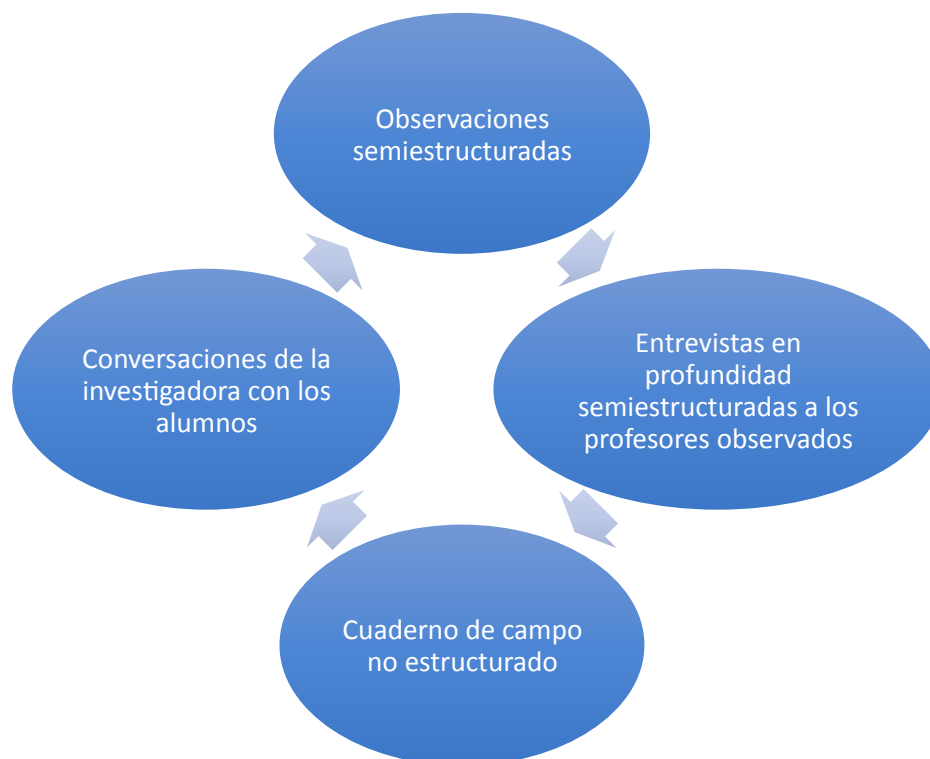 Observaciones
semiestructuradas
Entrevistas en
profundidad
semiestructuradas a los
profesores observados
Cuaderno de campo
no estructurado
Conversaciones de la
investigadora con los
alumnos